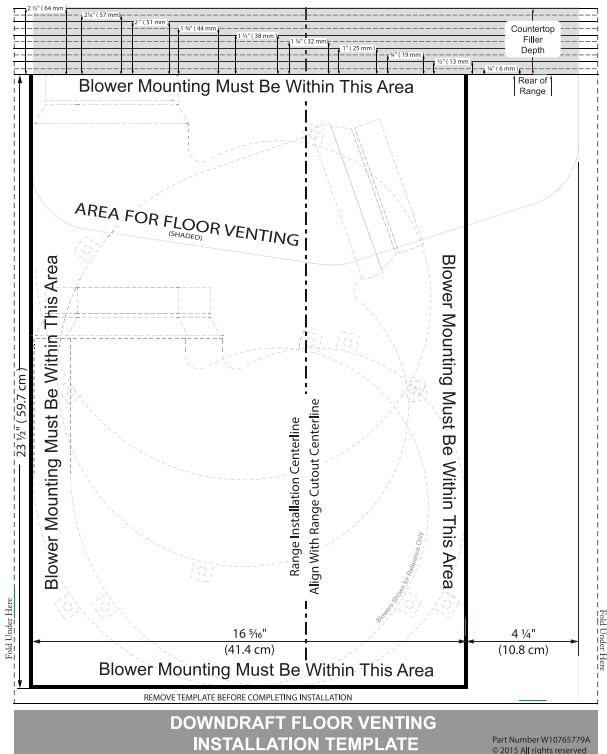 2 ½" (64 mm)
2¼" (57 mm)
2 " (51 mm)
1 ¾" (44 mm)
1 ½" (38 mm)
1 ¼" (32 mm)
1" (25 mm)
¾" (19 mm)
½" (13 mm)
¼" (6 mm)
Countertop
Filler
Depth
Rear of
Range
Blower Mounting Must Be Within This Area
AREA FOR FLOOR VENTING
(SHADED)
Blower Mounting Must Be Within This Area
Blower Mounting Must Be Within This Area
23 ½" ( 59.7 cm )
Range Installation Centerline
Align With Range Cutout Centerline
Blowers Shown for Reference Only
Fold Under Here
Fold Under Here
16 5⁄16"
(41.4 cm)
4 ¼"
(10.8 cm)
Blower Mounting Must Be Within This Area
REMOVE TEMPLATE BEFORE COMPLETING INSTALLATION
DOWNDRAFT FLOOR VENTING
INSTALLATION TEMPLATE
Part Number W10765779A
© 2015 All rights reserved